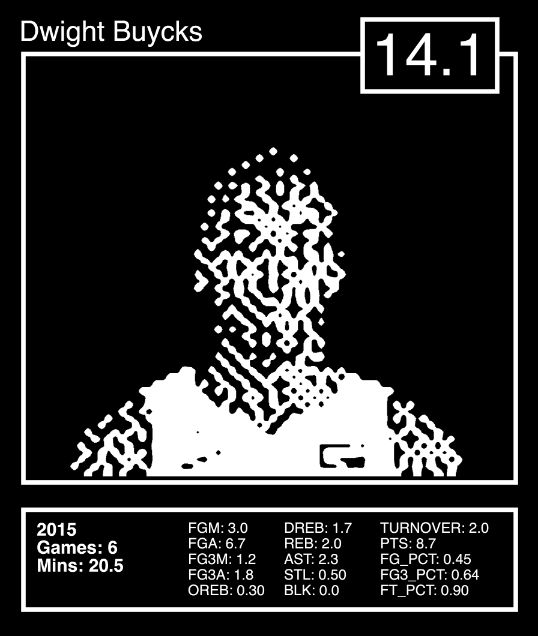 Dwight Buycks
14.1
2015
Games: 6
Mins: 20.5
FGM: 3.0
FGA: 6.7
FG3M: 1.2
FG3A: 1.8
OREB: 0.30
DREB: 1.7
REB: 2.0
AST: 2.3
STL: 0.50
BLK: 0.0
TURNOVER: 2.0
PTS: 8.7
FG_PCT: 0.45
FG3_PCT: 0.64
FT_PCT: 0.90